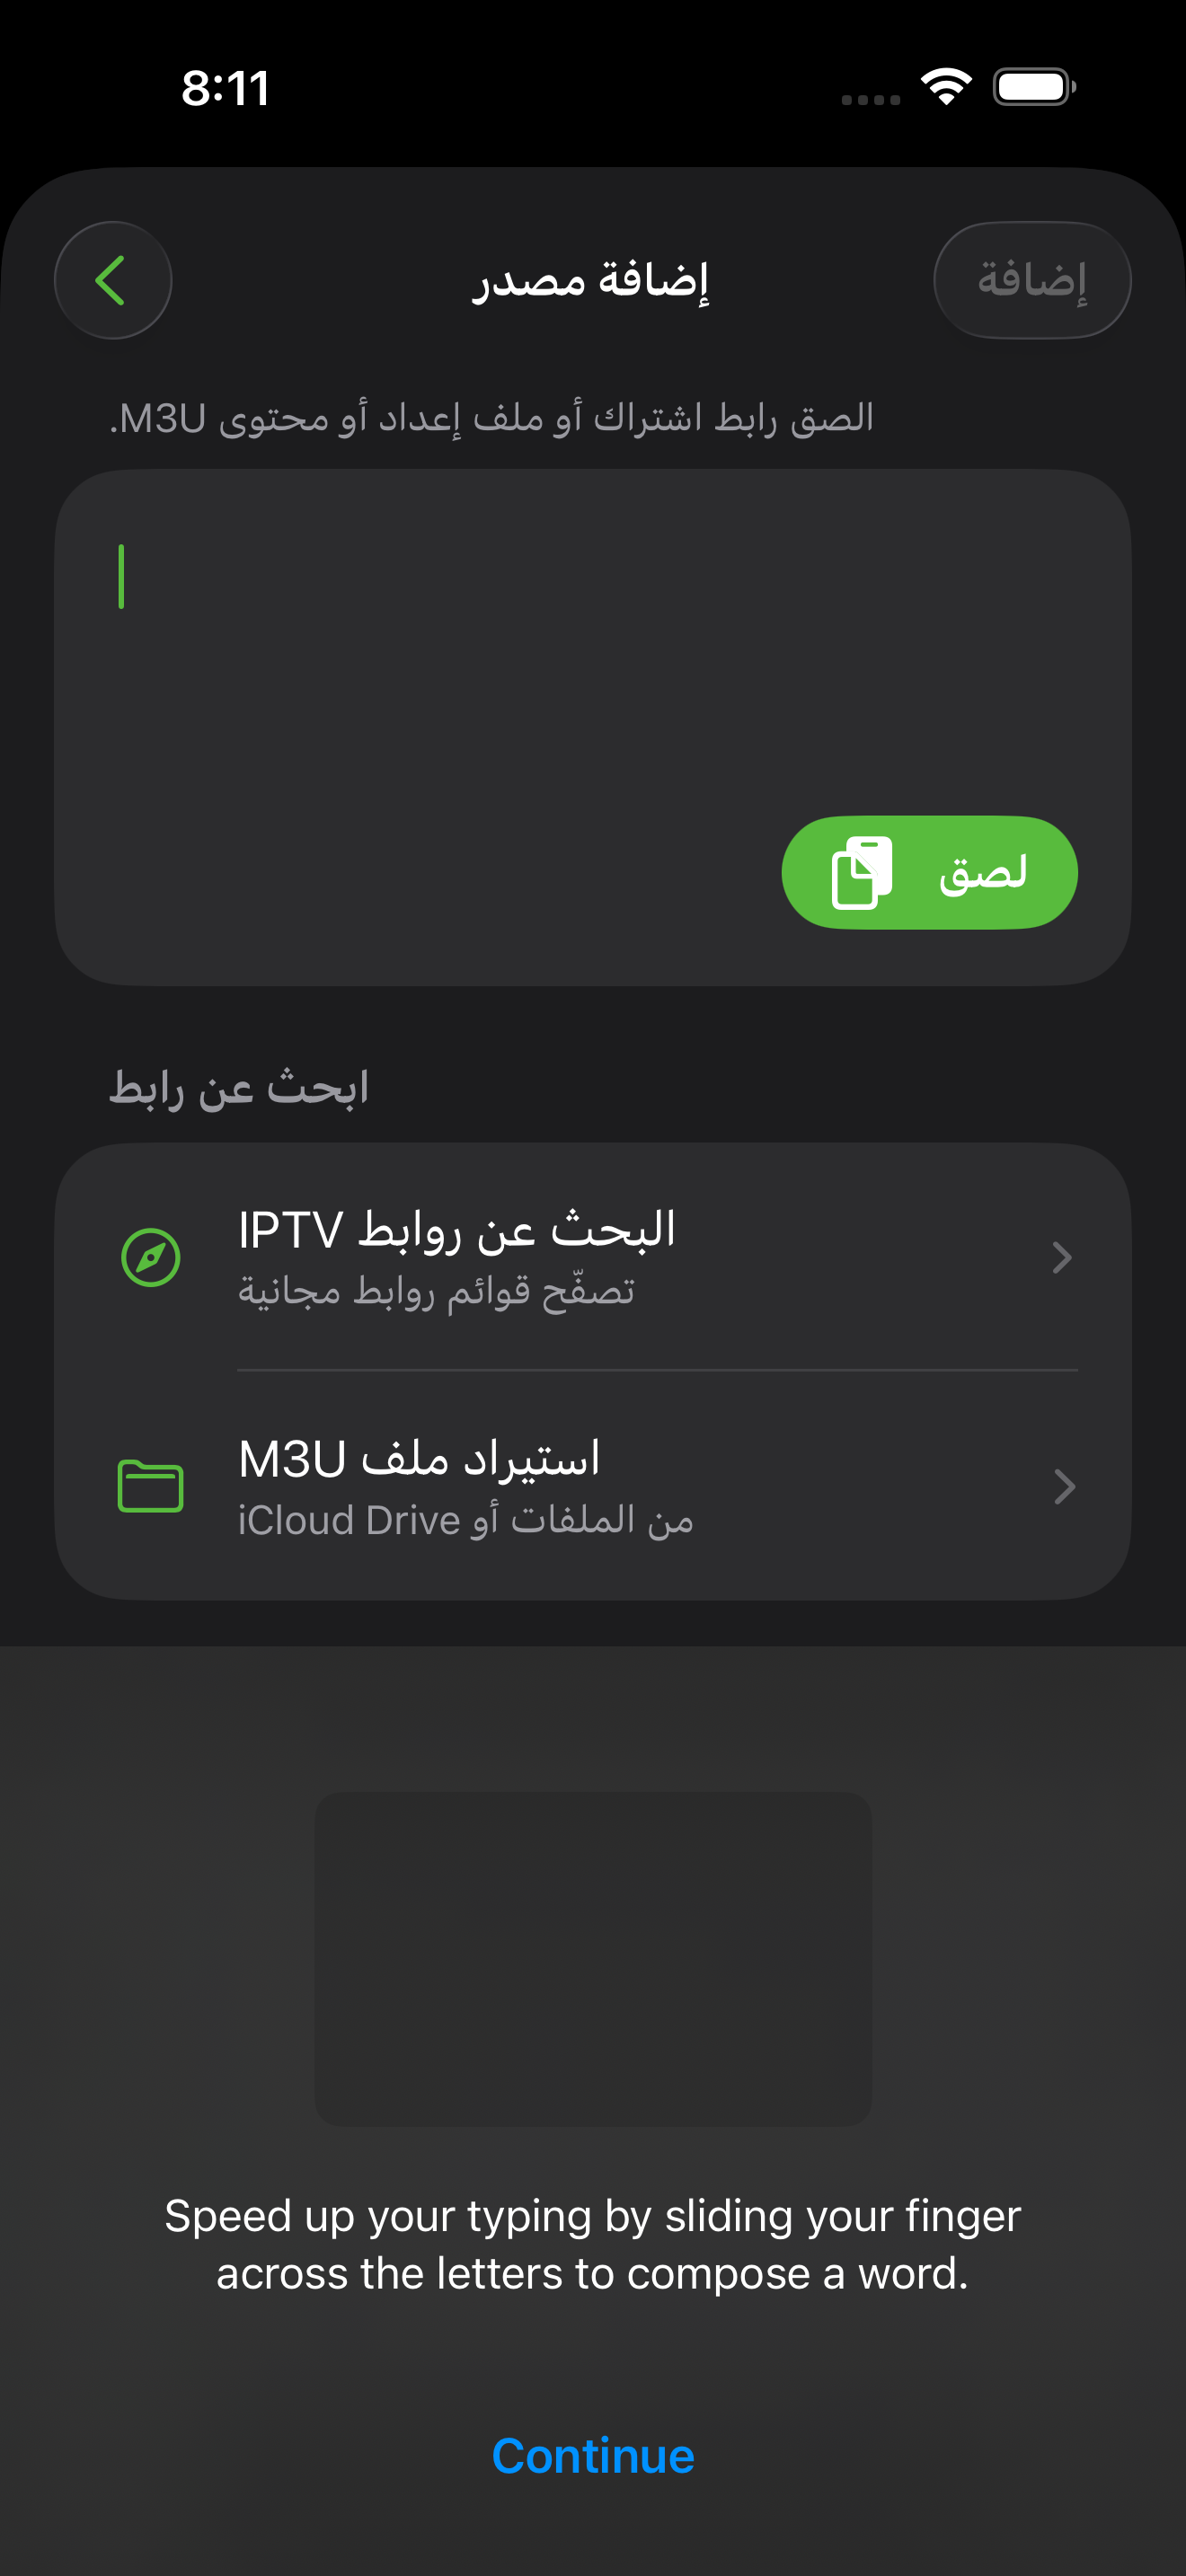 8:11
إضافة مصدر
إضافة
الصق رابط اشتراك أو ملف إعداد أو محتوى M3U.
لصق
ابحث عن رابط
البحث عن روابط IPTV
تصفّح قوائم روابط مجانية
استيراد ملف M3U
من الملفات أو iCloud Drive
Speed up your typing by sliding your finger
across the letters to compose a word.
Continue